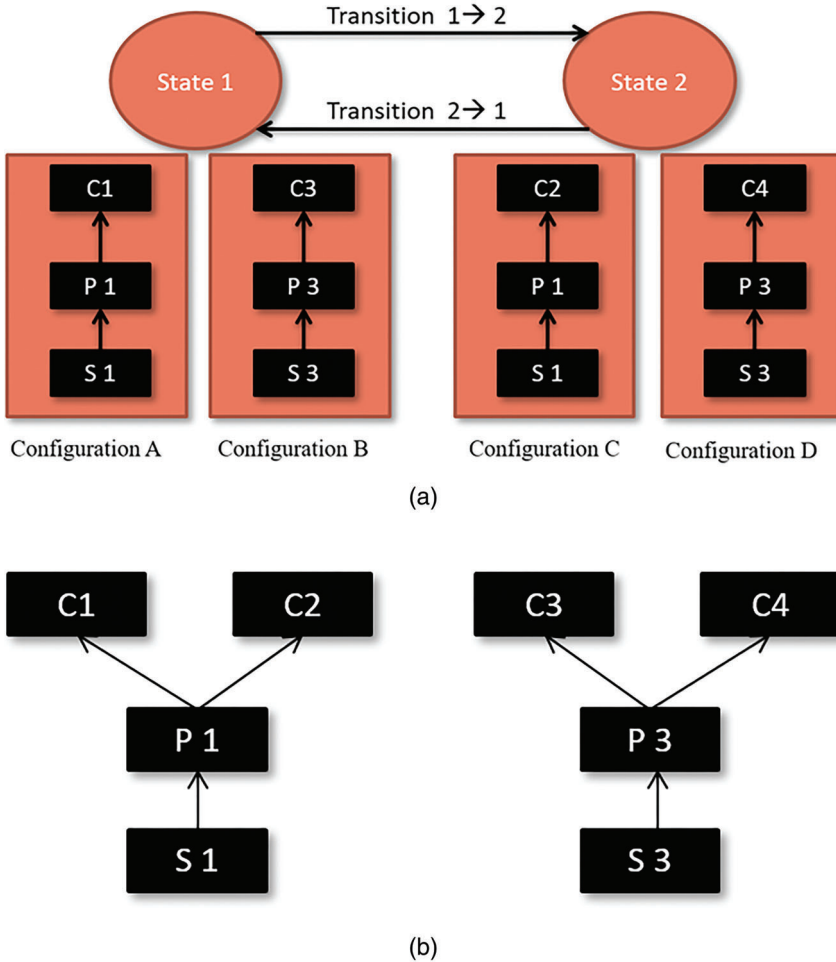 Transition 1→ 2
State 1
State 2
Transition 2→ 1
C1
C3
C2
C4
P 1
P 3
P 1
P 3
S 1
S 3
S 1
S 3
Configuration A
Configuration B
Configuration C
Configuration D
(a)
C1
C2
C3
C4
P 1
P 3
S 1
S 3
(b)